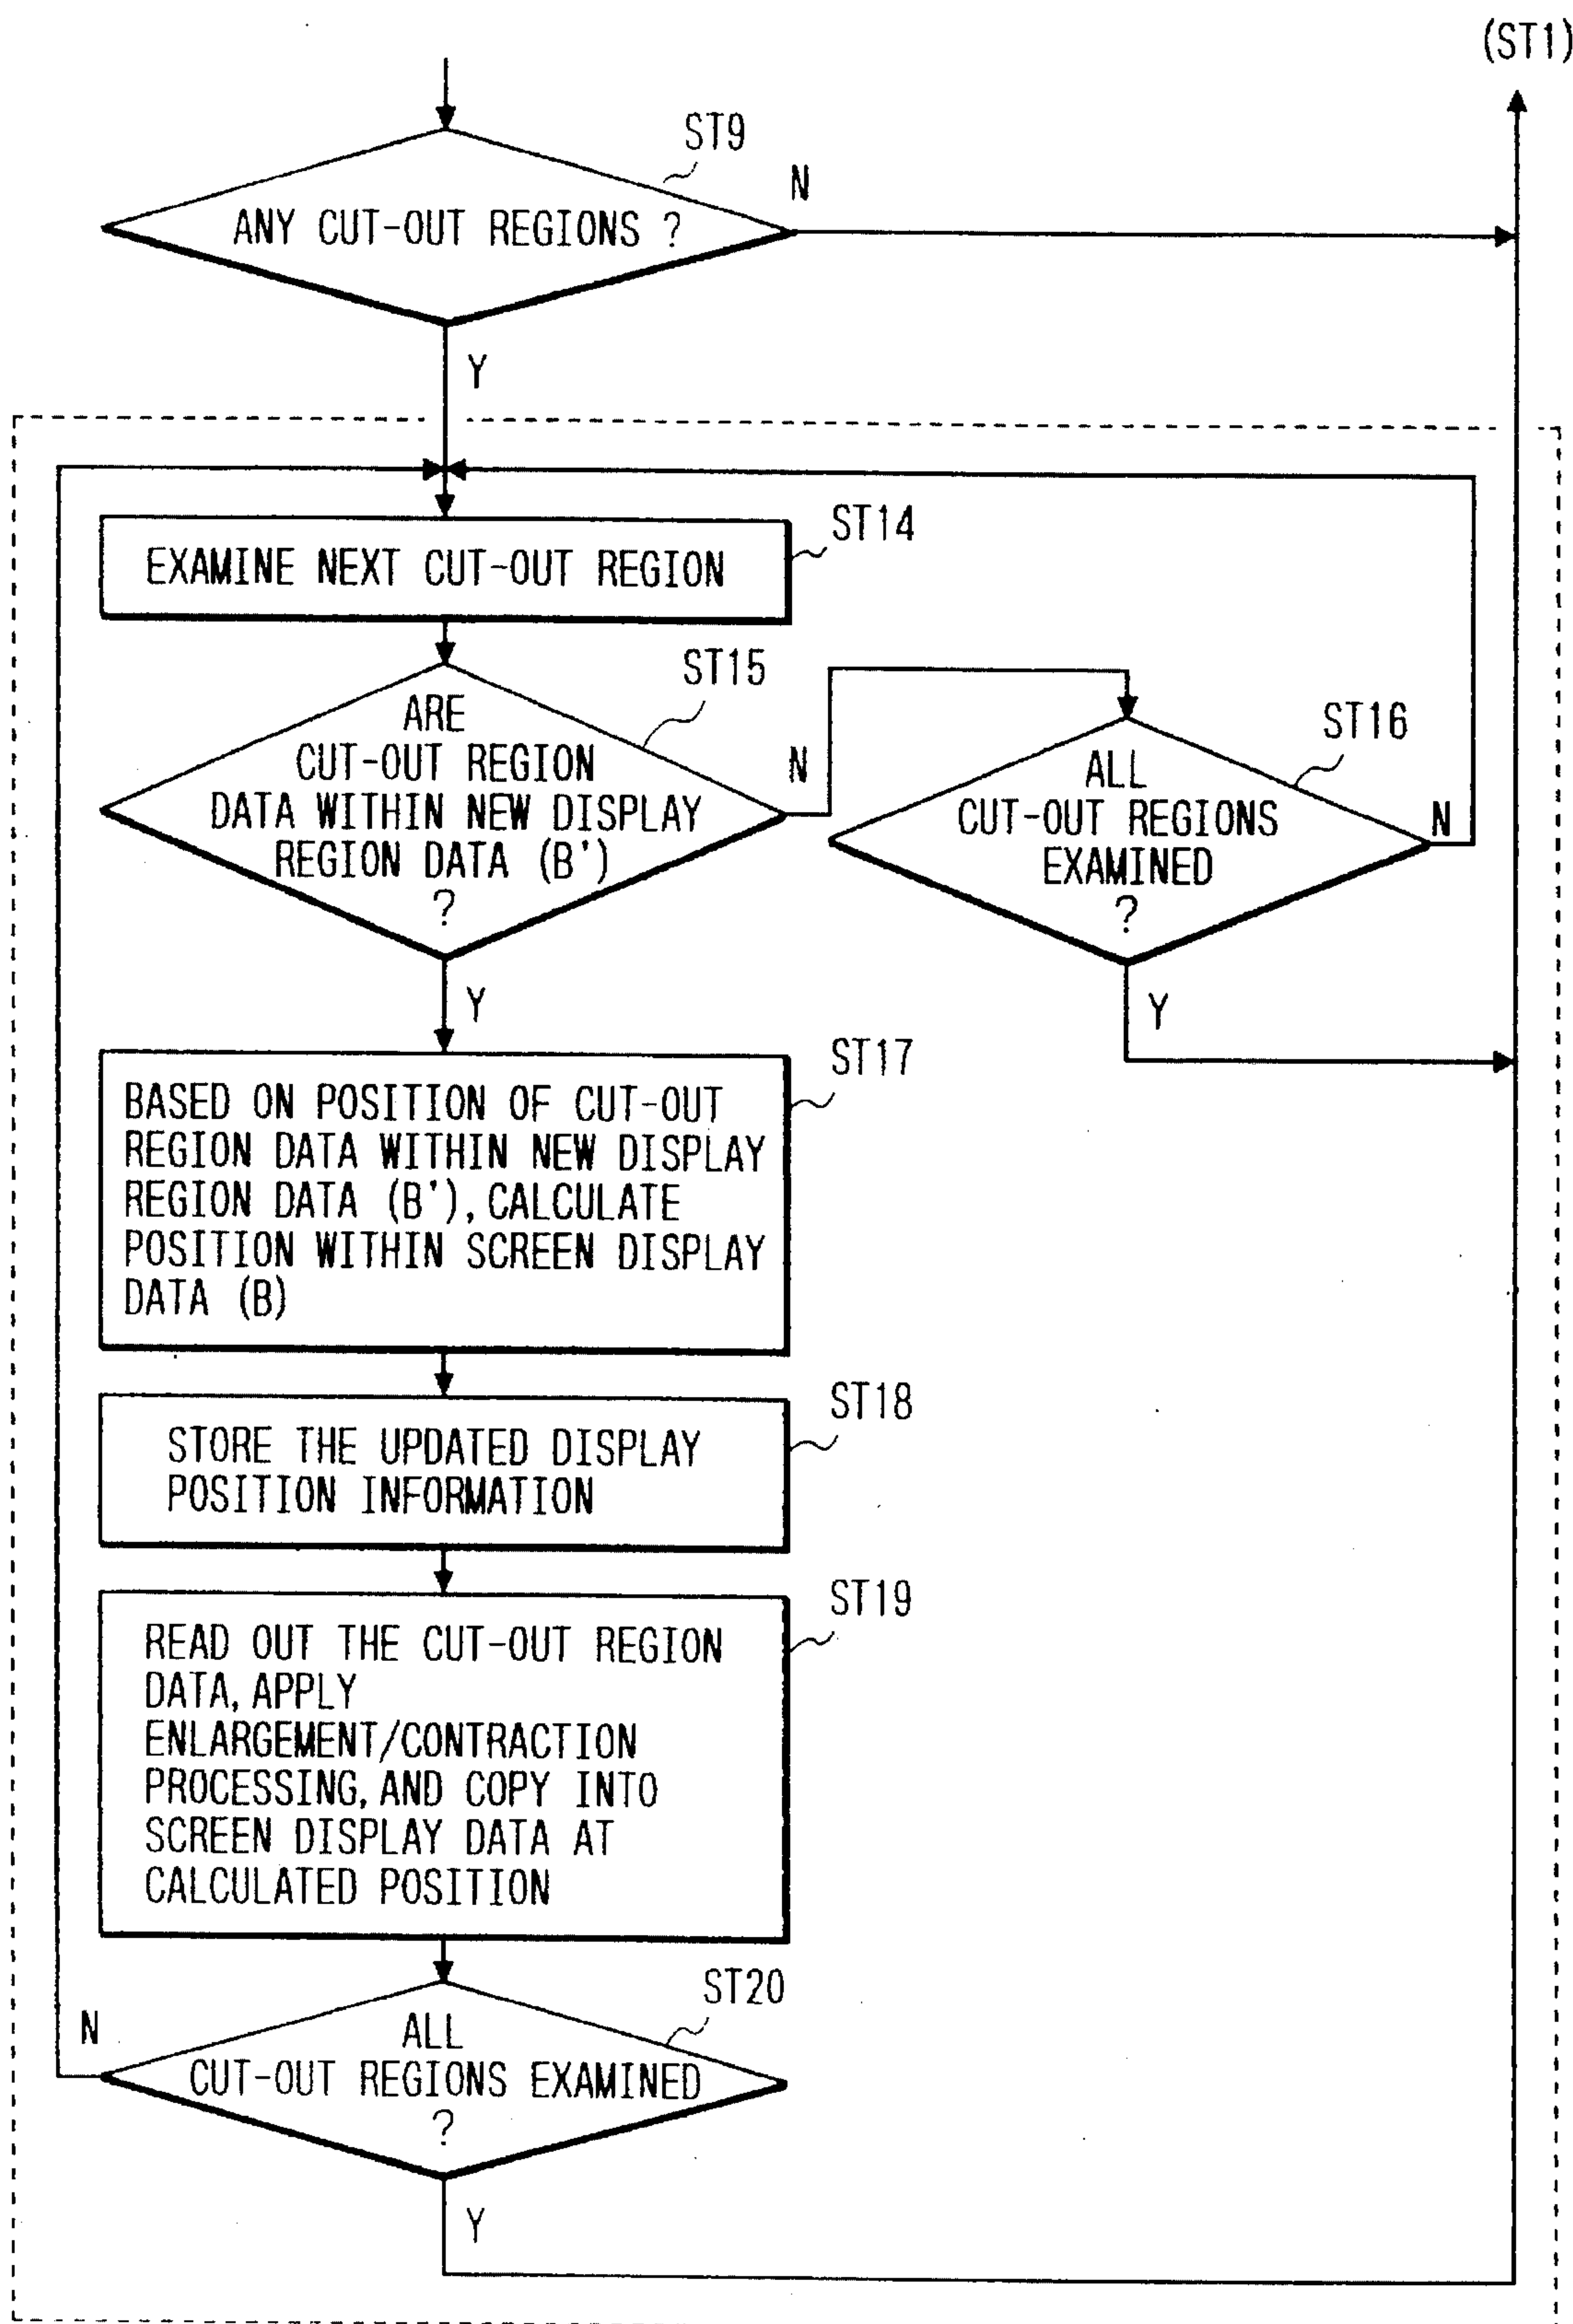 (ST1)
ST9
N
ANY CUT-OUT REGIONS ?
Y
ST14
EXAMINE NEXT CUT-OUT REGION
ST15
ARE
CUT-OUT REGION
DATA WITHIN NEW DISPLAY
REGION DATA (B')
?
N
ST16
ALL
CUT-OUT REGIONS
EXAMINED
?
N
Y
Y
ST17
BASED ON POSITION OF CUT-OUT
REGION DATA WITHIN NEW DISPLAY
REGION DATA (B'), CALCULATE
POSITION WITHIN SCREEN DISPLAY
DATA (B)
ST18
STORE THE UPDATED DISPLAY
POSITION INFORMATION
ST19
READ OUT THE CUT-OUT REGION
DATA, APPLY
ENLARGEMENT/CONTRACTION
PROCESSING, AND COPY INTO
SCREEN DISPLAY DATA AT
CALCULATED POSITION
ST20
N
ALL
CUT-OUT REGIONS EXAMINED
?
Y